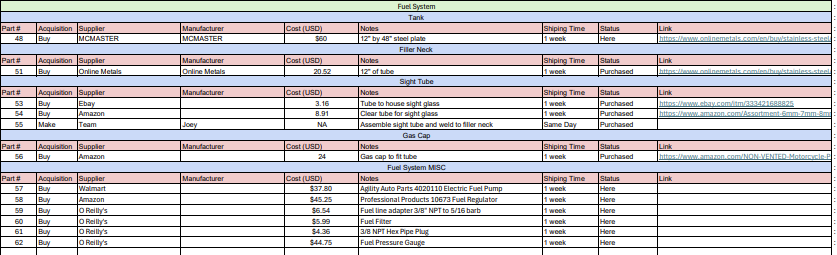 Fuel System
Tank
Part # Acquisition Supplier Manufacturer Cost (USD) Notes Shiping Time Status Link
48 Buy MCMASTER MCMASTER $60 12" by 48" steel plate 1 week Here https://www.onlinemetals.com/en/buy/stainless-steel
Filler Neck
Part # Acquisition Supplier Manufacturer Cost (USD) Notes Shiping Time Status Link
51 Buy Online Metals Online Metals 20.52 12" of tube 1 week Purchased https://www.onlinemetals.com/en/buy/stainless-steel
Sight Tube
Part # Acquisition Supplier Manufacturer Cost (USD) Notes Shiping Time Status Link
53 Buy Ebay 3.16 Tube to house sight glass 1 week Purchased https://www.ebay.com/itm/333421688825
54 Buy Amazon 8.91 Clear tube for sight glass 1 week Purchased https://www.amazon.com/Assortment-6mm-7mm-8mm
55 Make Team Joey NA Assemble sight tube and weld to filler neck Same Day Purchased
Gas Cap
Part # Acquisition Supplier Manufacturer Cost (USD) Notes Shiping Time Status Link
56 Buy Amazon 24 Gas cap to fit tube 1 week Purchased https://www.amazon.com/NON-VENTED-Motorcycle-P
Fuel System MISC
Part # Acquisition Supplier Manufacturer Cost (USD) Notes Shiping Time Status Link
57 Buy Walmart $37.80 Agility Auto Parts 4020110 Electric Fuel Pump 1 week Here
58 Buy Amazon $45.25 Professional Products 10673 Fuel Regulator 1 week Here
59 Buy O Reilly's $6.54 Fuel line adapter 3/8" NPT to 5/16 barb 1 week Here
60 Buy O Reilly's $5.99 Fuel Filter 1 week Here
61 Buy O Reilly's $4.36 3/8 NPT Hex Pipe Plug 1 week Here
62 Buy O Reilly's $44.75 Fuel Pressure Gauge 1 week Here